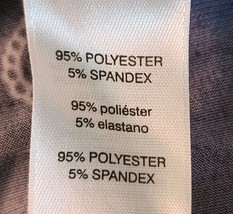 95% POLYESTER
5% SPANDEX
95% poliéster
5% elastano
95% POLYESTER
5% SPANDEX